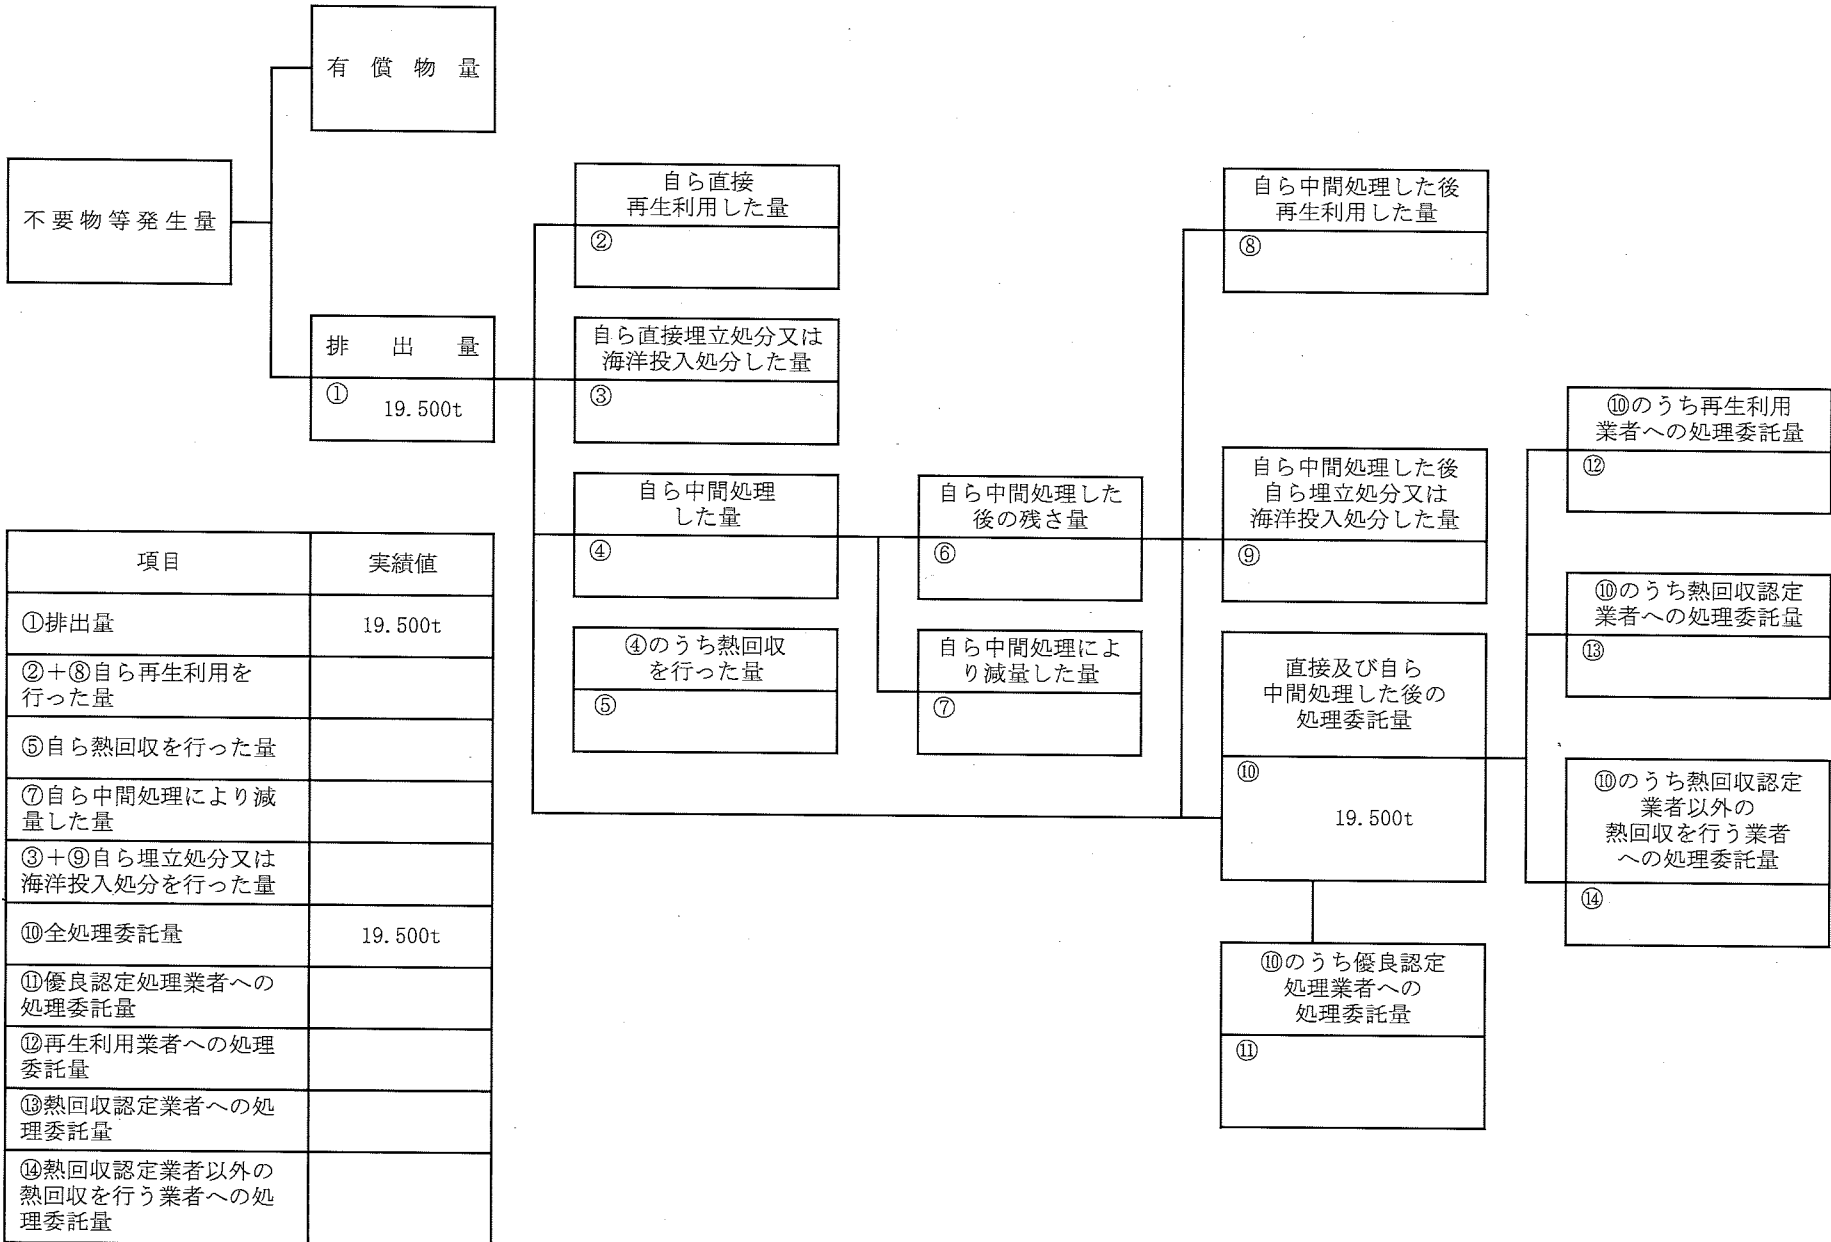 有償物量
不要物等発生量
排出量
① 19.500t
自ら直接
再生利用した量
②
自ら直接埋立処分又は
海洋投入処分した量
③
自ら中間処理
した量
④
④のうち熱回収
を行った量
⑤
自ら中間処理した
後の残さ量
⑥
自ら中間処理によ
り減量した量
⑦
自ら中間処理した後
再生利用した量
⑧
自ら中間処理した後
自ら埋立処分又は
海洋投入処分した量
⑨
直接及び自ら
中間処理した後の
処理委託量
⑩
19.500t
⑩のうち優良認定
処理業者への
処理委託量
⑪
⑩のうち再生利用
業者への処理委託量
⑫
⑩のうち熱回収認定
業者への処理委託量
⑬
⑩のうち熱回収認定
業者以外の
熱回収を行う業者
への処理委託量
⑭
項目 実績値
①排出量 19.500t
②+⑧自ら再生利用を
行った量
⑤自ら熱回収を行った量
⑦自ら中間処理により減
量した量
③+⑨自ら埋立処分又は
海洋投入処分を行った量
⑩全処理委託量 19.500t
⑪優良認定処理業者への
処理委託量
⑫再生利用業者への処理
委託量
⑬熱回収認定業者への処
理委託量
⑭熱回収認定業者以外の
熱回収を行う業者への処
理委託量